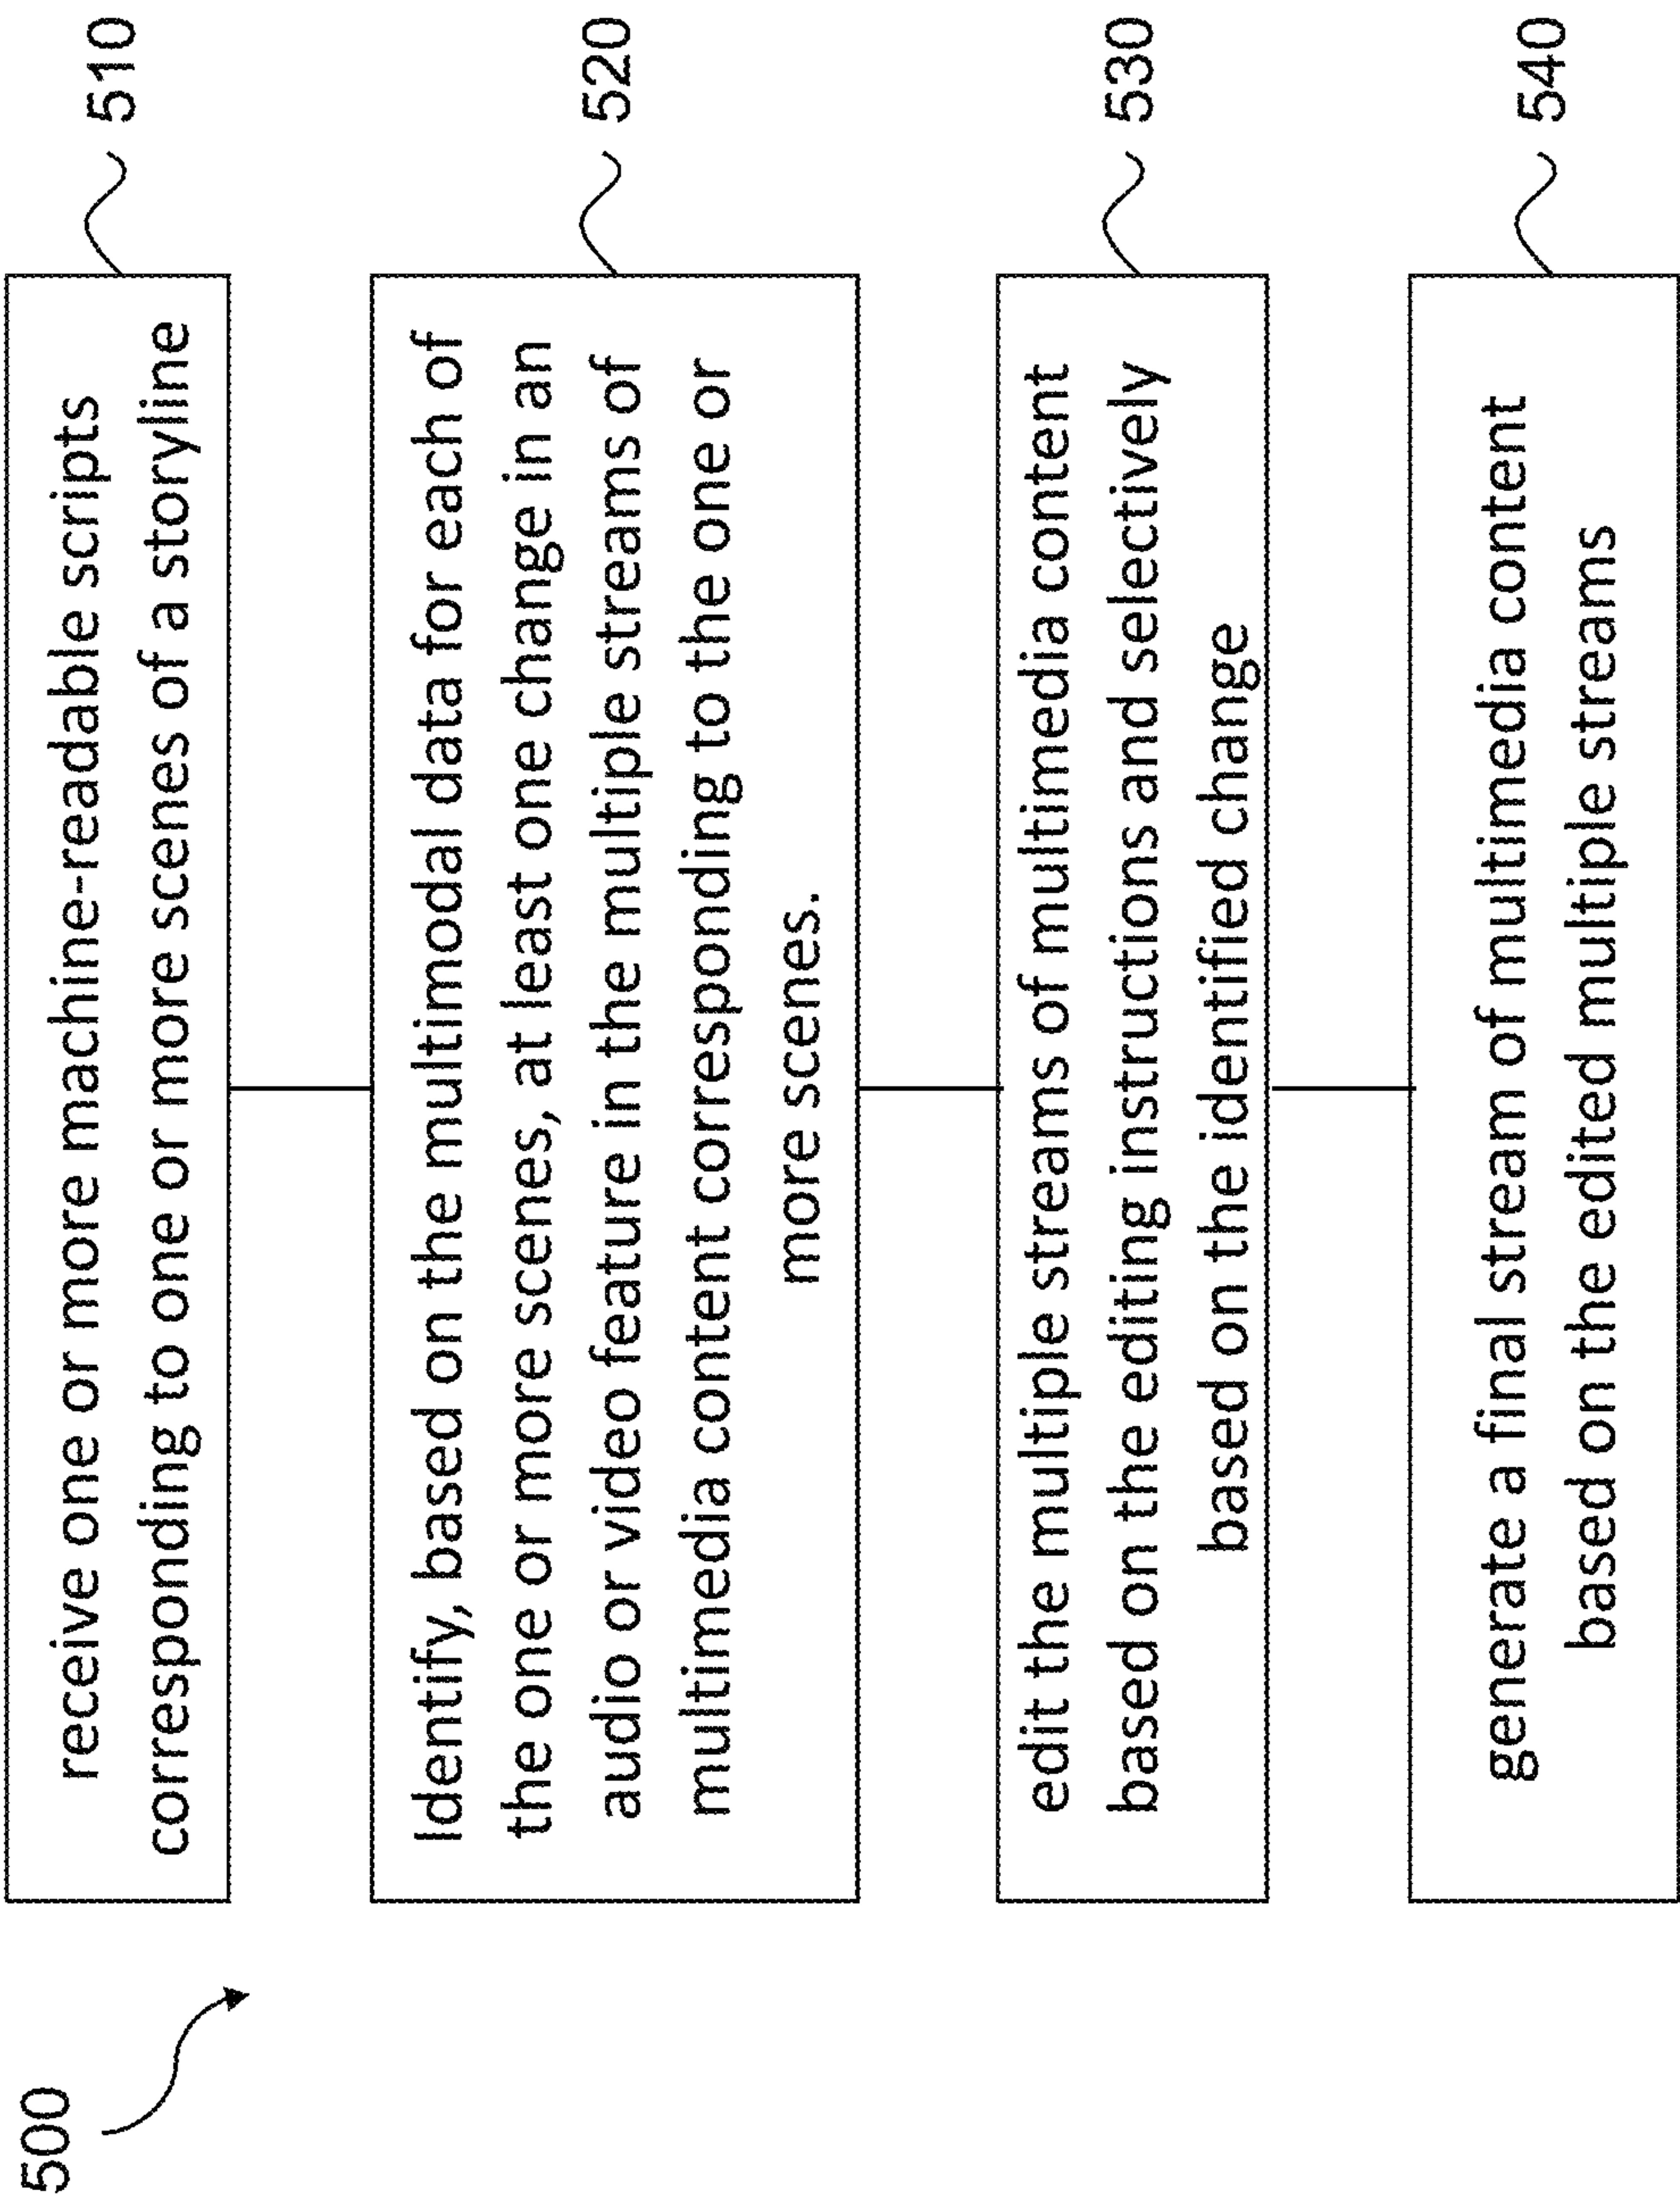 500
receive one or more machine-readable scripts
corresponding to one or more scenes of a storyline
510
Identify, based on the multimodal data for each of
the one or more scenes, at least one change in an
audio or video feature in the multiple streams of
multimedia content corresponding to the one or
more scenes.
520
edit the multiple streams of multimedia content
based on the editing instructions and selectively
based on the identified change
530
generate a final stream of multimedia content
based on the edited multiple streams
540